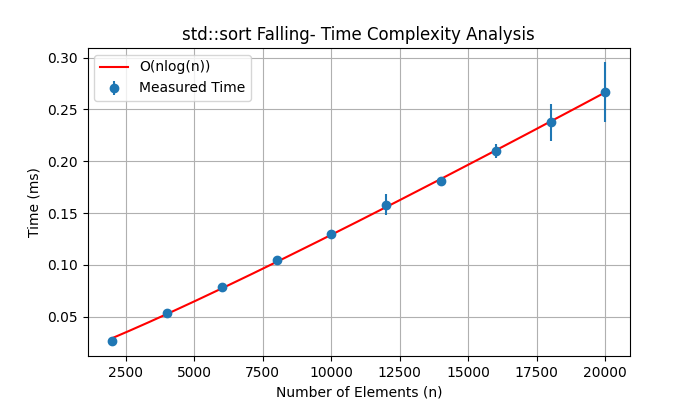 std::sort Falling- Time Complexity Analysis
O(nlog(n))
Measured Time
Time (ms)
0.30
0.25
0.20
0.15
0.10
0.05
2500 5000 7500 10000 12500 15000 17500 20000
Number of Elements (n)